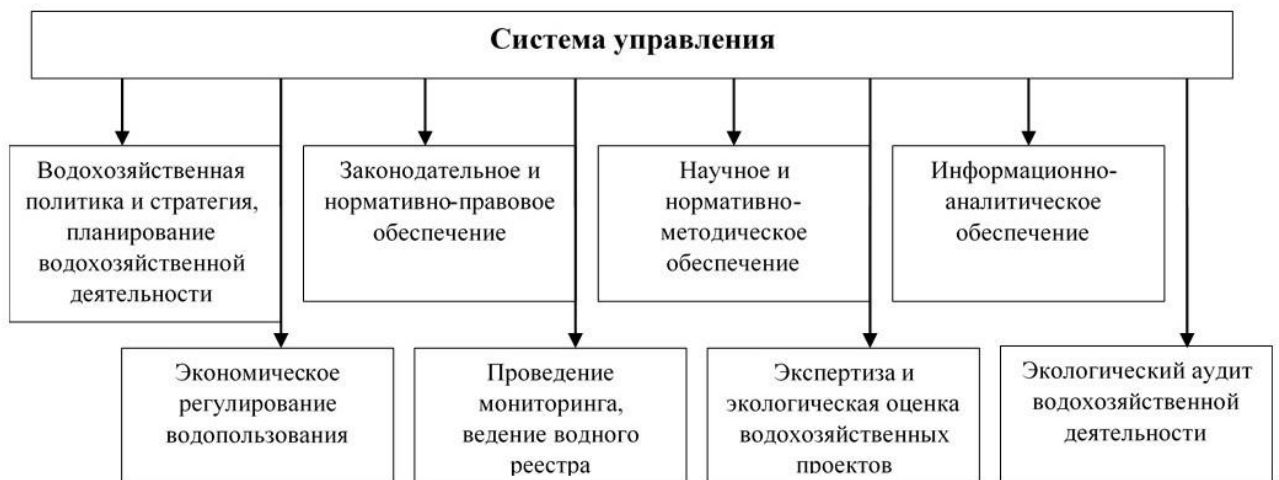 Система управления
Водохозяйственная
политика и стратегия,
планирование
водохозяйственной
деятельности
Законодательное и
нормативно-правовое
обеспечение
Научное и
нормативно-
методическое
обеспечение
Информационно-
аналитическое
обеспечение
Экономическое
регулирование
водопользования
Проведение
мониторинга,
ведение водного
реестра
Экспертиза и
экологическая оценка
водохозяйственных
проектов
Экологический аудит
водохозяйственной
деятельности